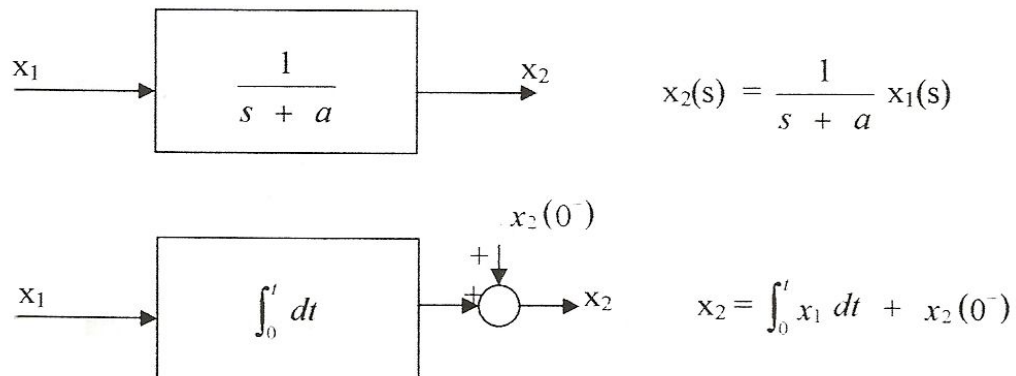 x₁
1
s + a
x₂
x₂(s) = 1 / (s + a) x₁(s)
x₂(0⁻)
+
x₁
∫₀ᵗ dt
+
x₂
x₂ = ∫₀ᵗ x₁ dt + x₂(0⁻)